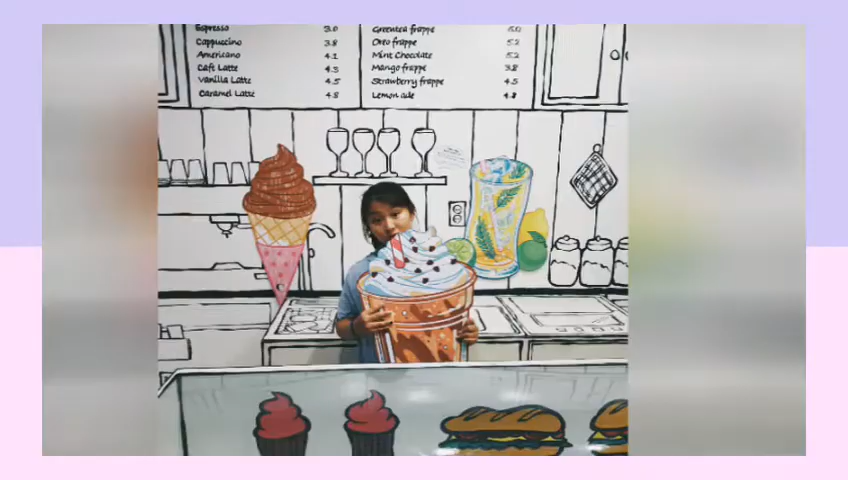 Espresso 3.0
Cappuccino 3.8
Americano 4.1
Café Latte 4.3
Vanilla Latte 4.5
Caramel Latte 4.8
Greentea frappe 5.0
Oreo frappe 5.2
Mint Chocolate 5.2
Mango frappe 3.8
Strawberry frappe 4.5
Lemon ade 4.8